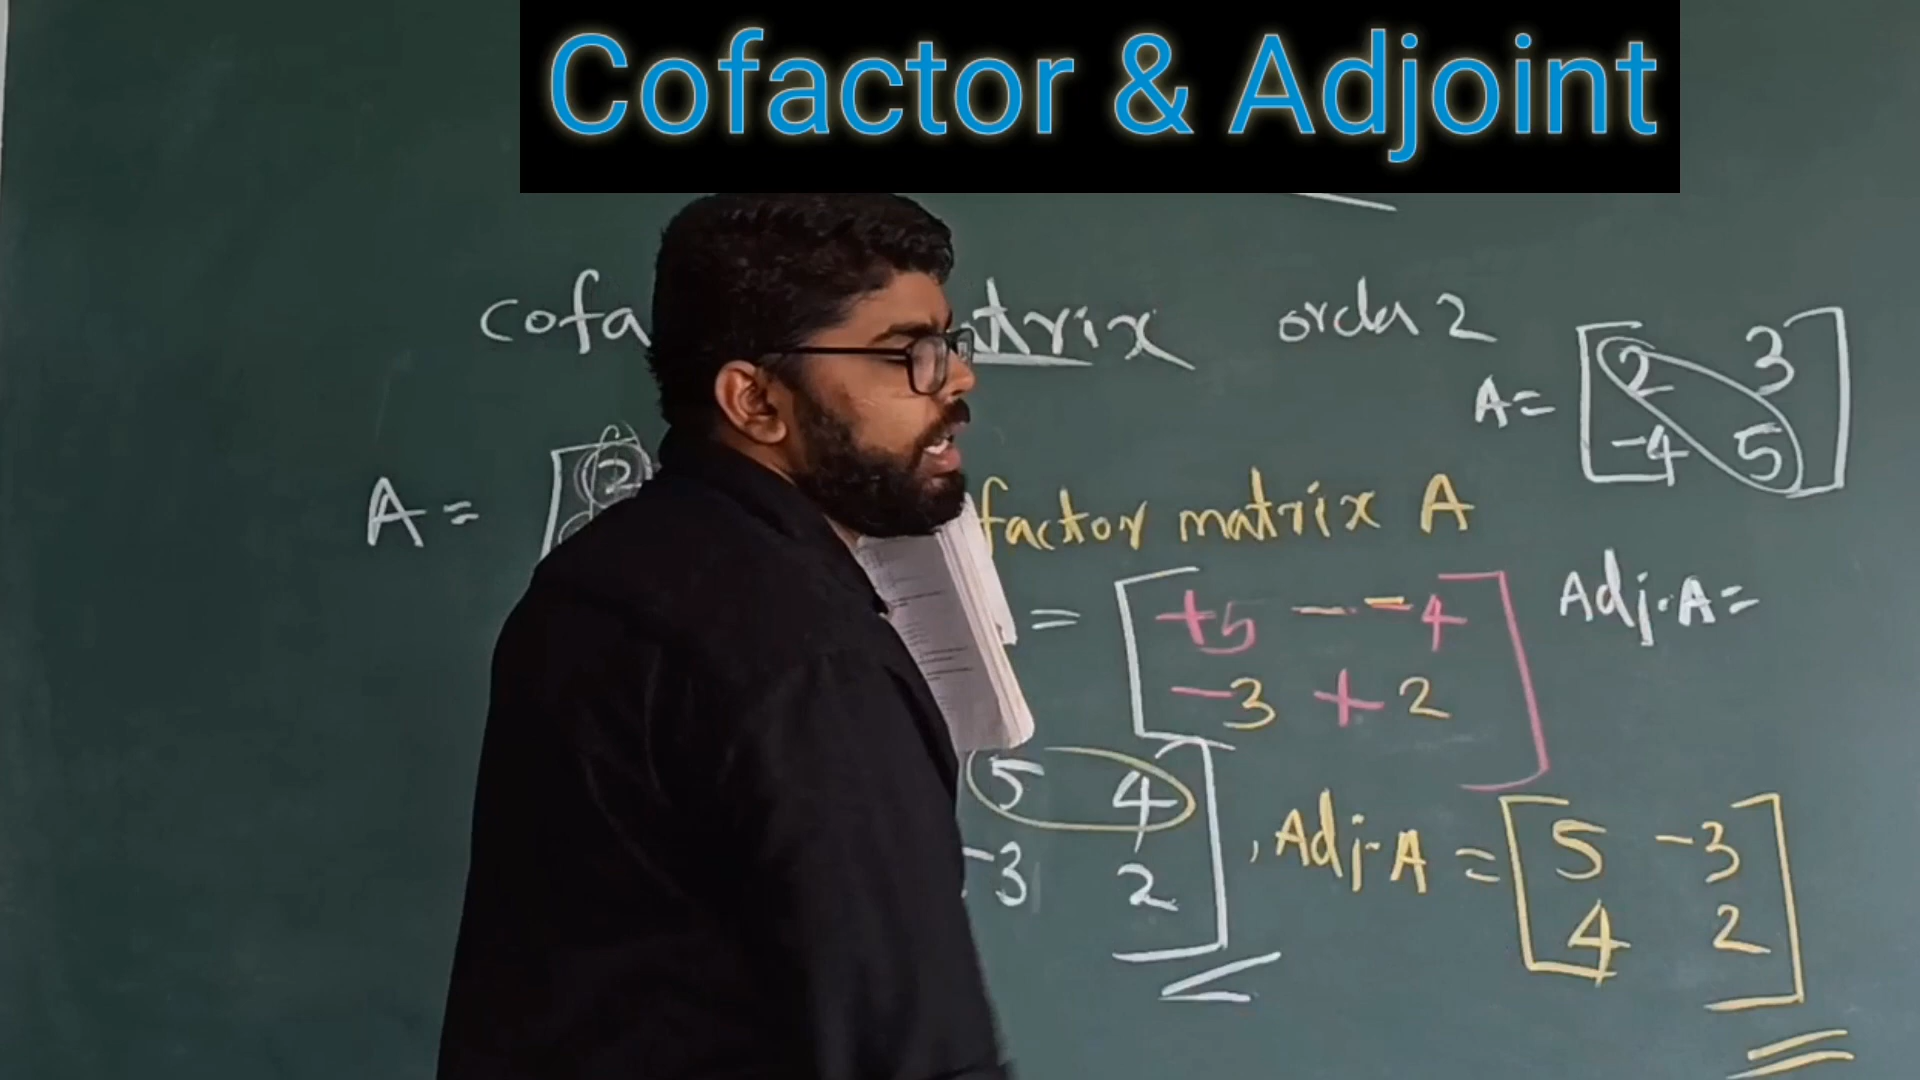 Cofactor & Adjoint
cofa atrix order 2
A = [ 2 3
-4 5 ]
A = [ 2
factor matrix A
= [ +5 - -4
-3 +2 ]
Adj.A =
5 4
-3 2 ]
, Adj.A = [ 5 -3
4 2 ]